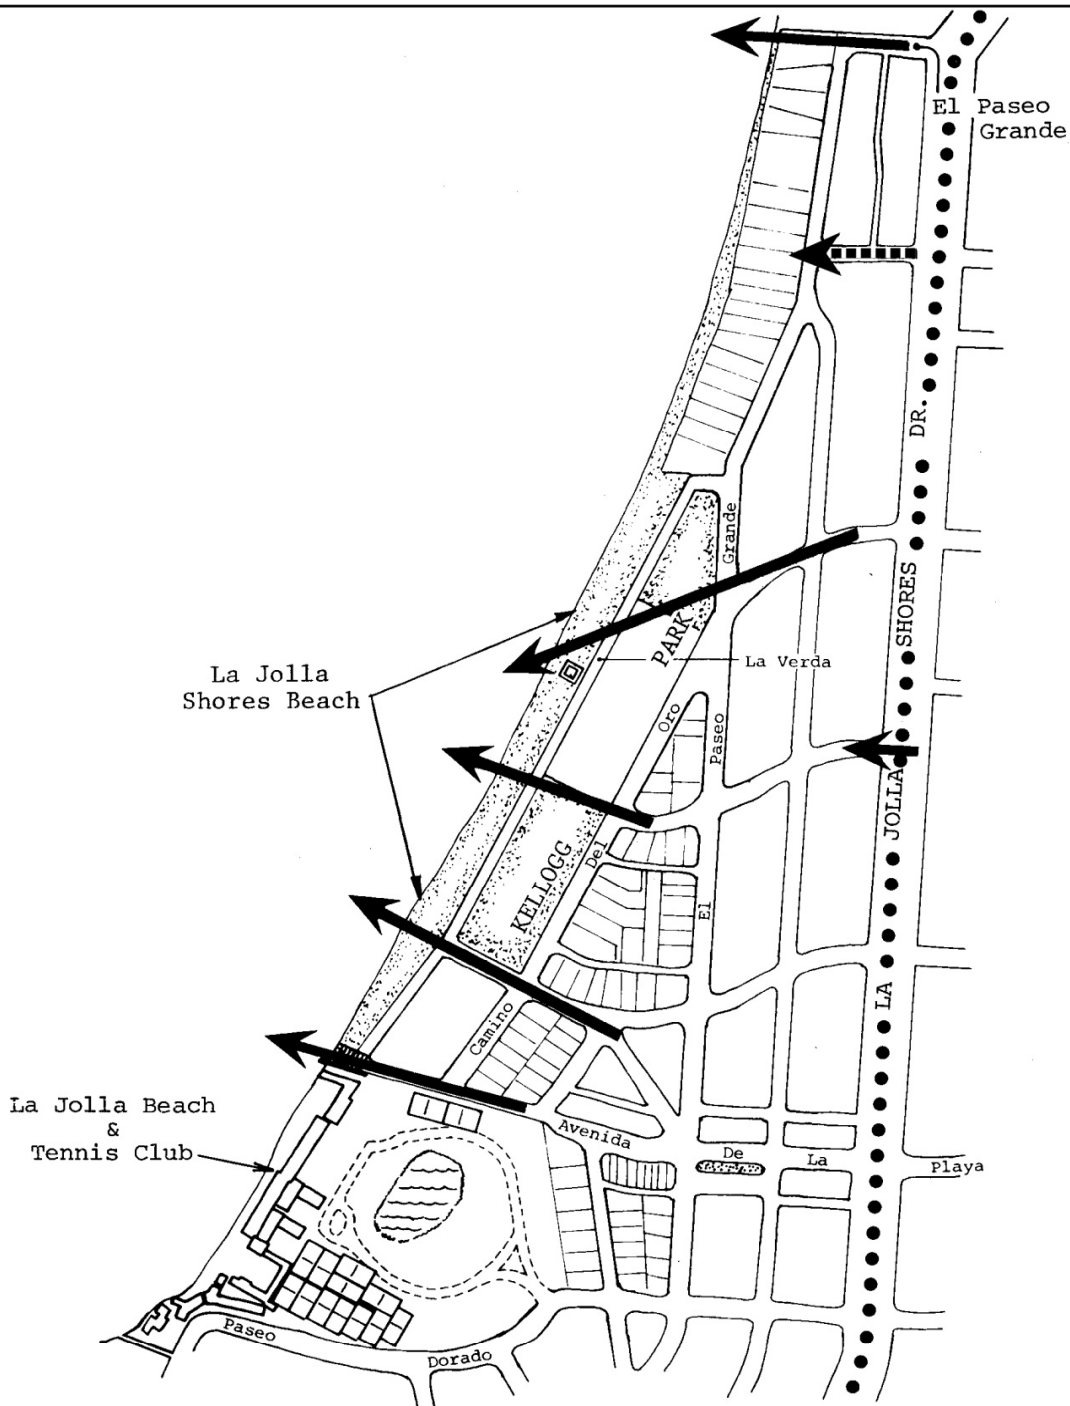 El Paseo
Grande
DR.
SHORES
JOLLA
LA
Grande
Paseo
El
PARK
KELLOGG
La Verda
La Jolla
Shores Beach
Oro
Del
Camino
La Jolla Beach
&
Tennis Club
Avenida
De
La
Playa
Paseo
Dorado